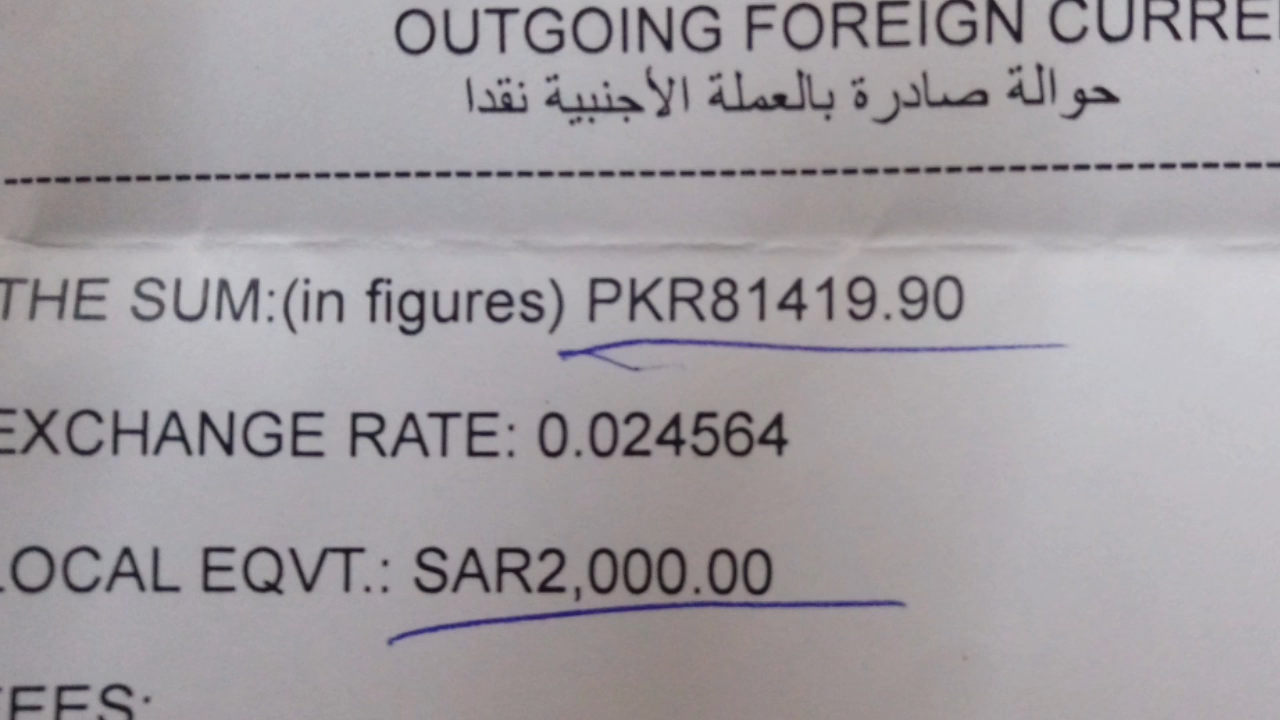 OUTGOING FOREIGN CURRE
حوالة صادرة بالعملة الأجنبية نقدا
THE SUM:(in figures) PKR81419.90
EXCHANGE RATE: 0.024564
LOCAL EQVT.: SAR2,000.00
FEES: